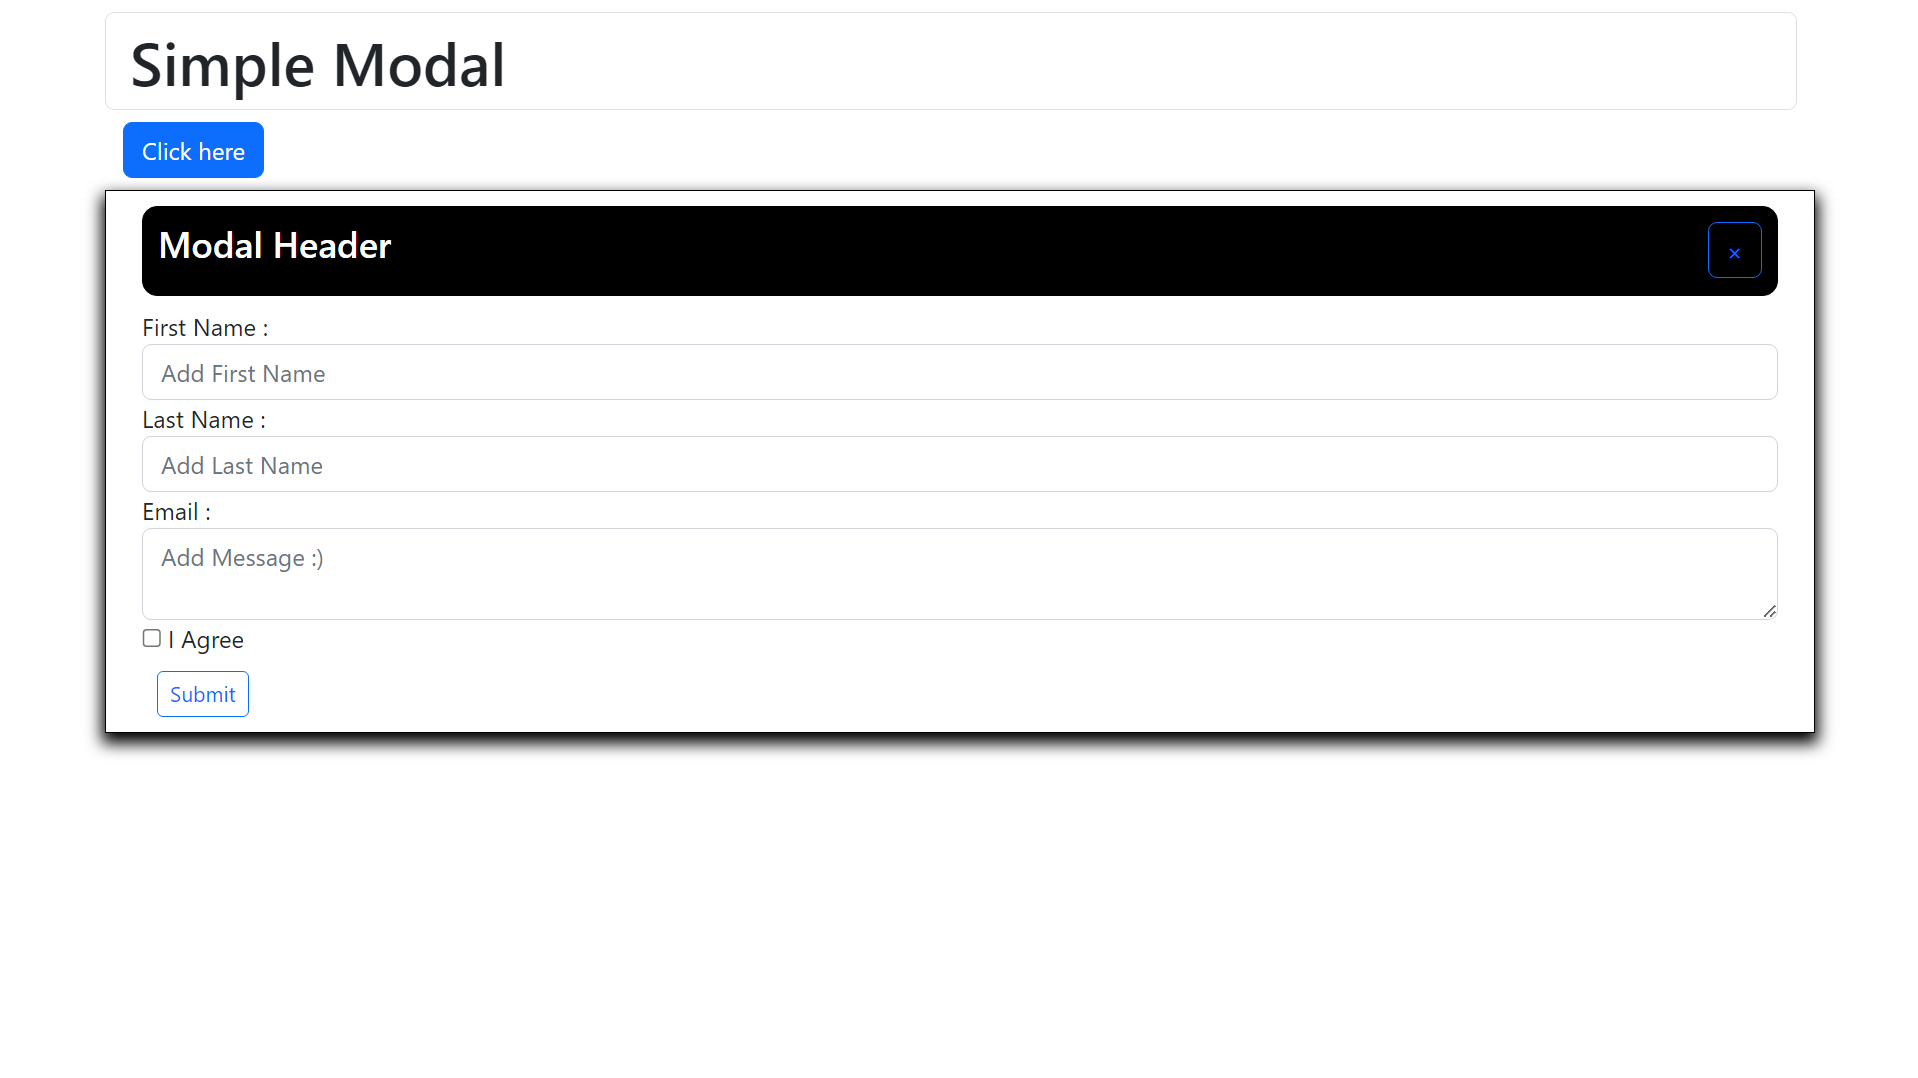 Simple Modal
Click here
Modal Header
×
First Name :
Add First Name
Last Name :
Add Last Name
Email :
Add Message :)
I Agree
Submit